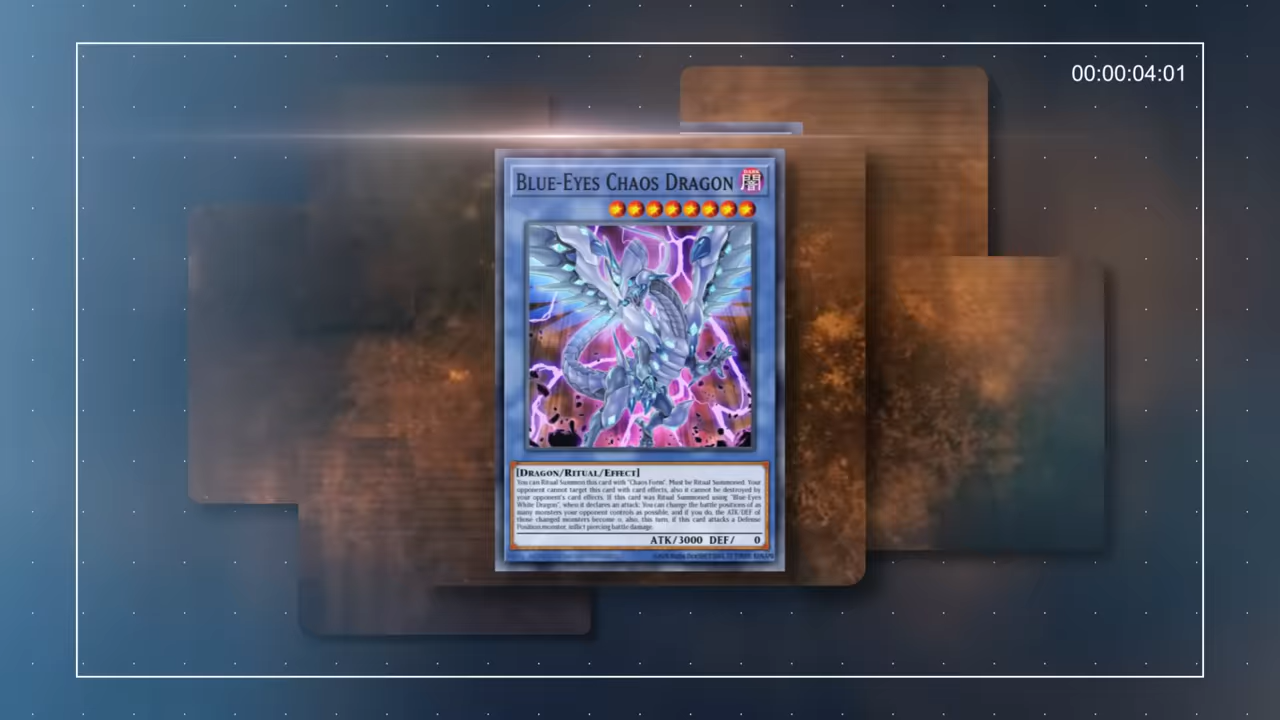 00:00:04:01
BLUE-EYES CHAOS DRAGON
DARK
闇
[DRAGON/RITUAL/EFFECT]
You can Ritual Summon this card with "Chaos Form". Must be Ritual Summoned. Your
opponent cannot target this card with card effects, also it cannot be destroyed by
your opponent's card effects. If this card was Ritual Summoned using "Blue-Eyes
White Dragon", when it declares an attack: You can change the battle positions of as
many monsters your opponent controls as possible, and if you do, the ATK/DEF of
those changed monsters become 0, also, this turn, if this card attacks a Defense
Position monster, inflict piercing battle damage.
ATK/3000 DEF/ 0